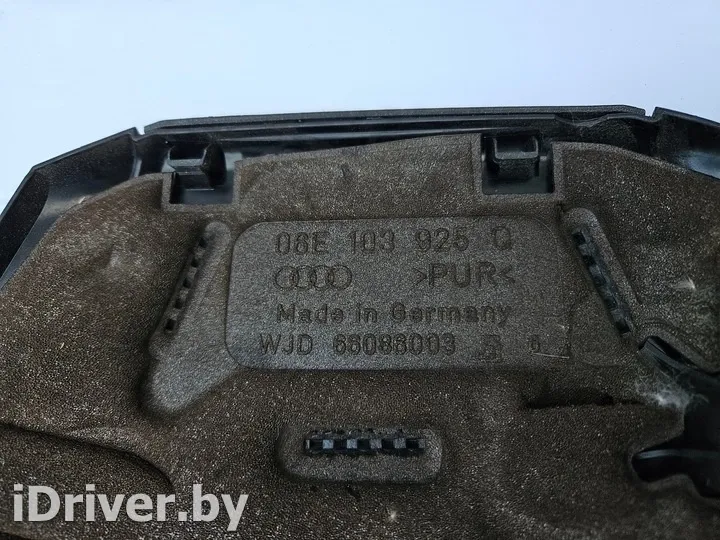 06E 103 925 Q
>PUR<
Made in Germany
WJD 66086003
iDriver.by